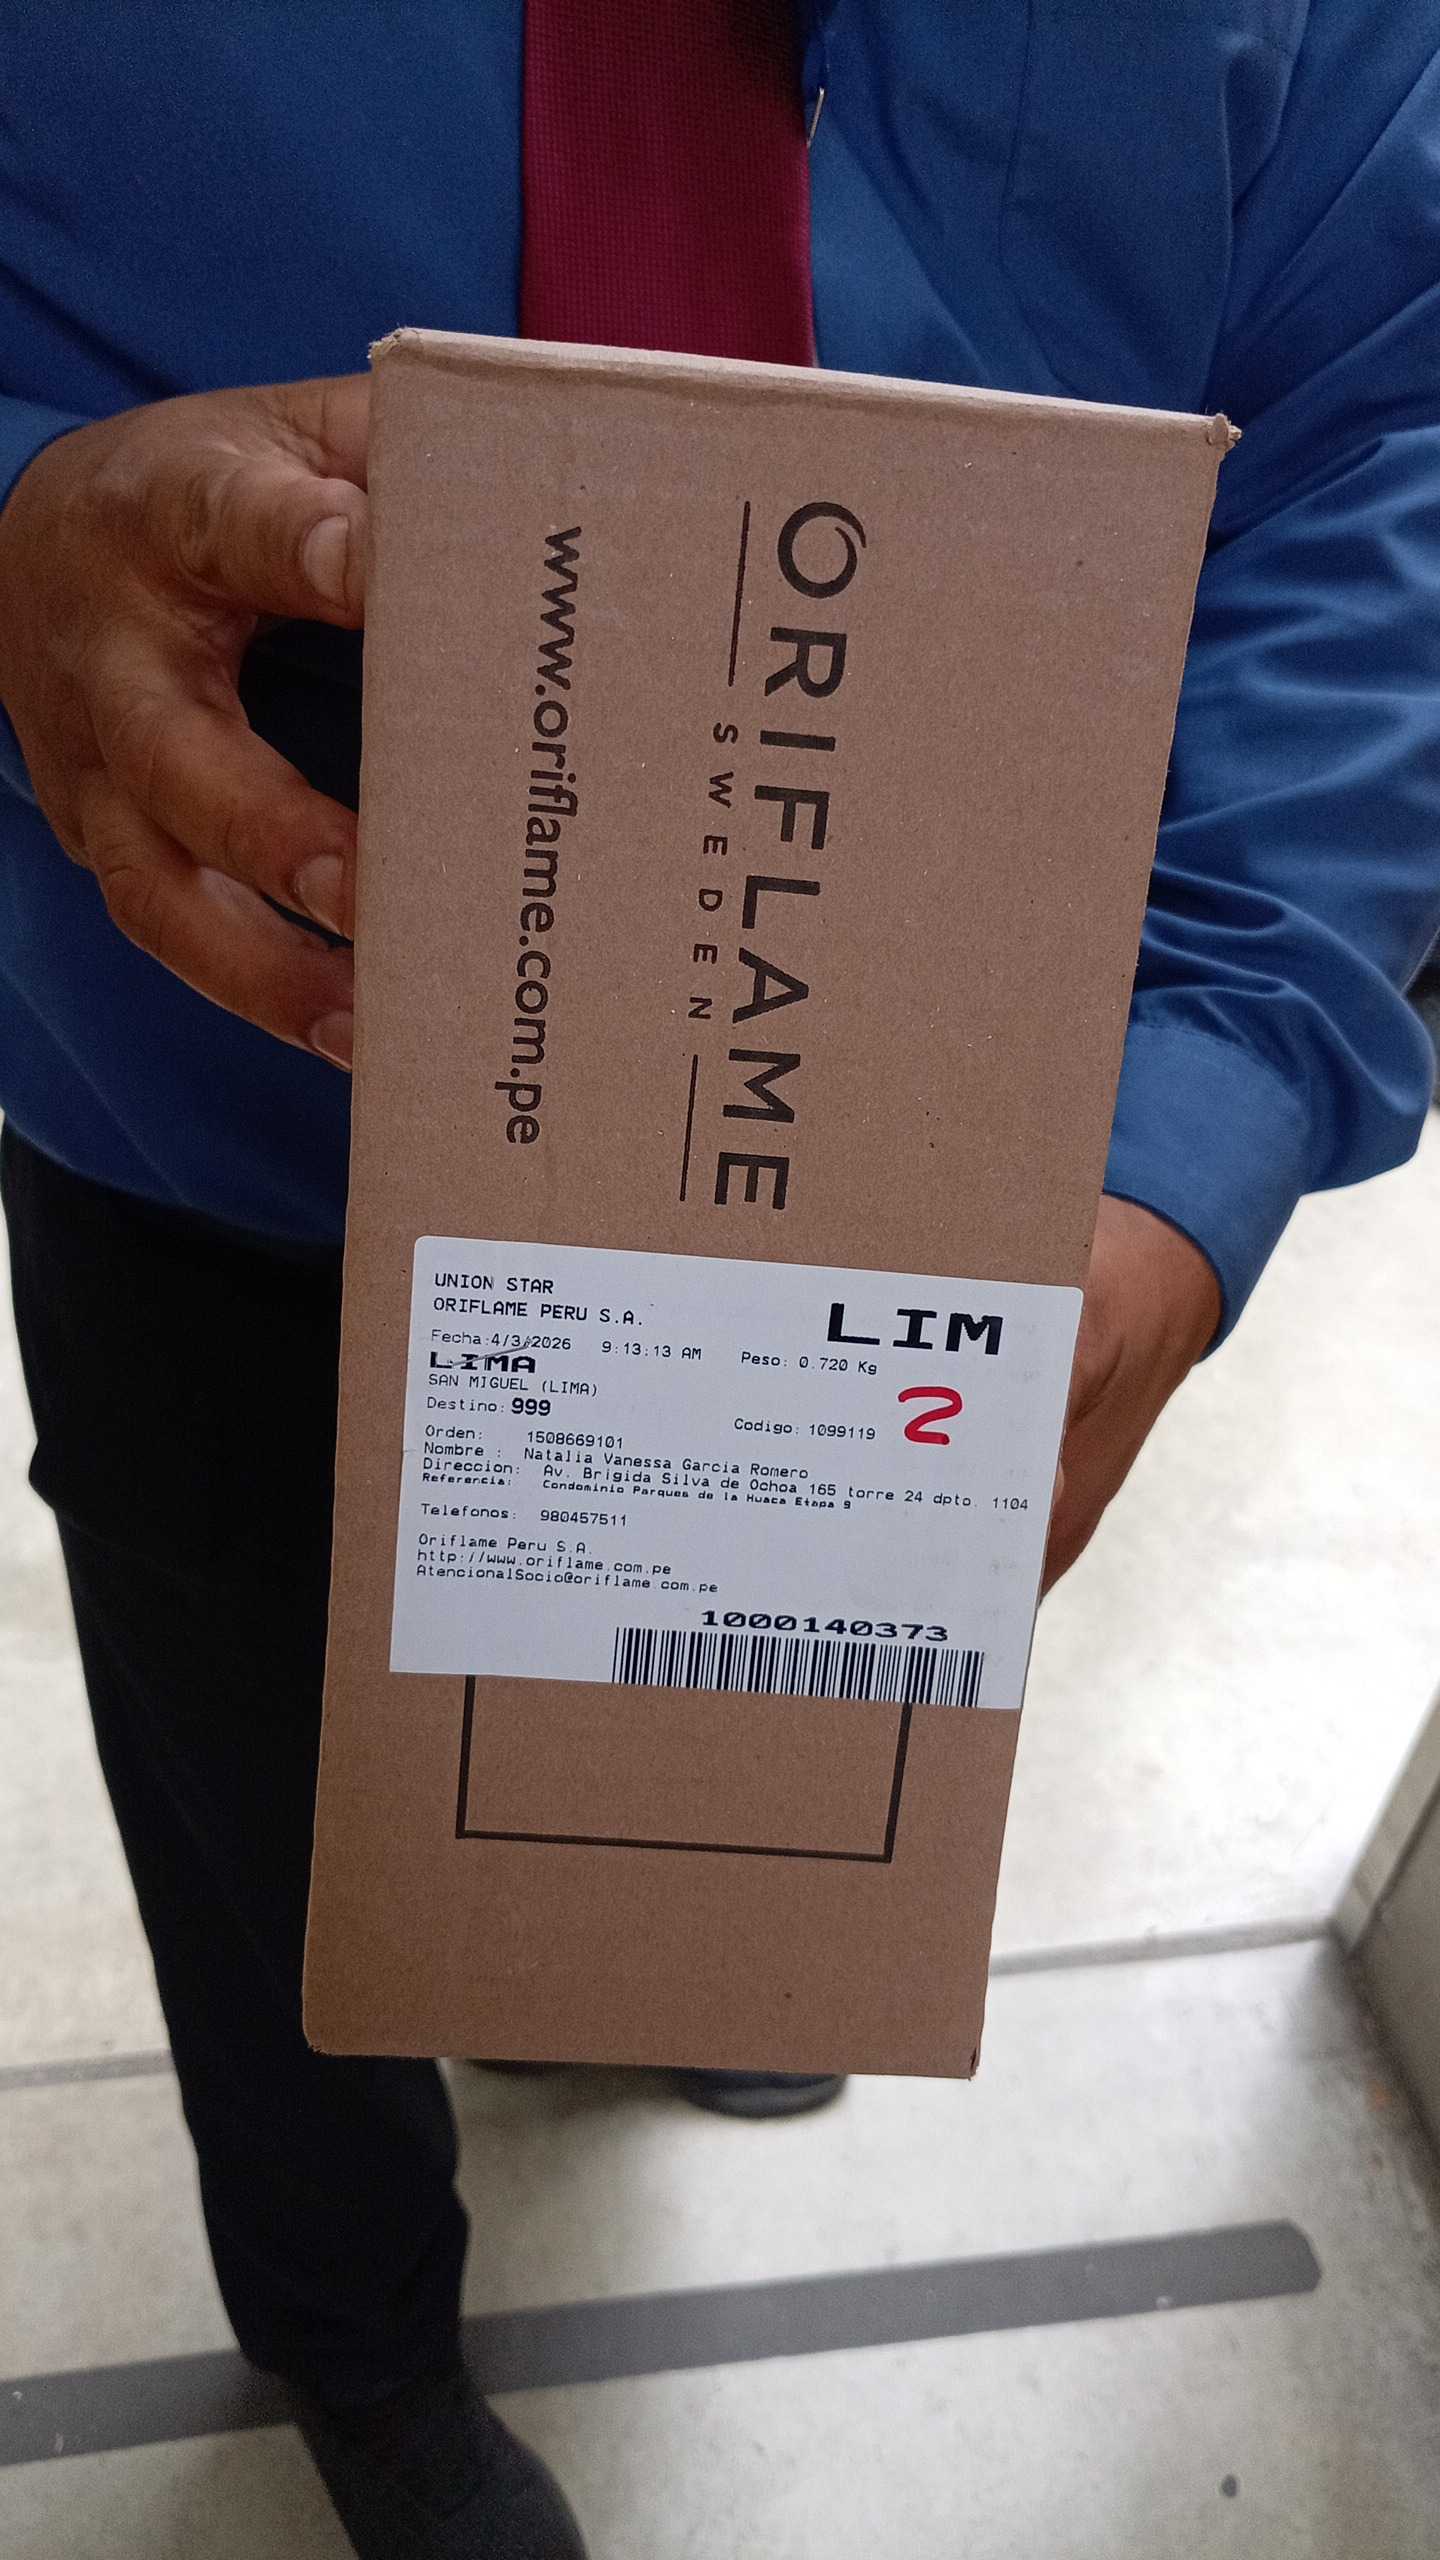 ORIFLAME
SWEDEN
www.oriflame.com.pe
UNION STAR
ORIFLAME PERU S.A.
LIM
Fecha:4/3/2026 9:13:13 AM Peso: 0.720 Kg
LIMA
SAN MIGUEL (LIMA)
2
Destino: 999 Codigo: 1099119
Orden: 1508669101
Nombre : Natalia Vanessa Garcia Romero
Direccion: Av. Brigida Silva de Ochoa 165 torre 24 dpto. 1104
Referencia: Condominio Parques de la Huaca Etapa 9
Telefonos: 980457511
Oriflame Peru S.A.
http://www.oriflame.com.pe
AtencionalSocio@oriflame.com.pe
1000140373